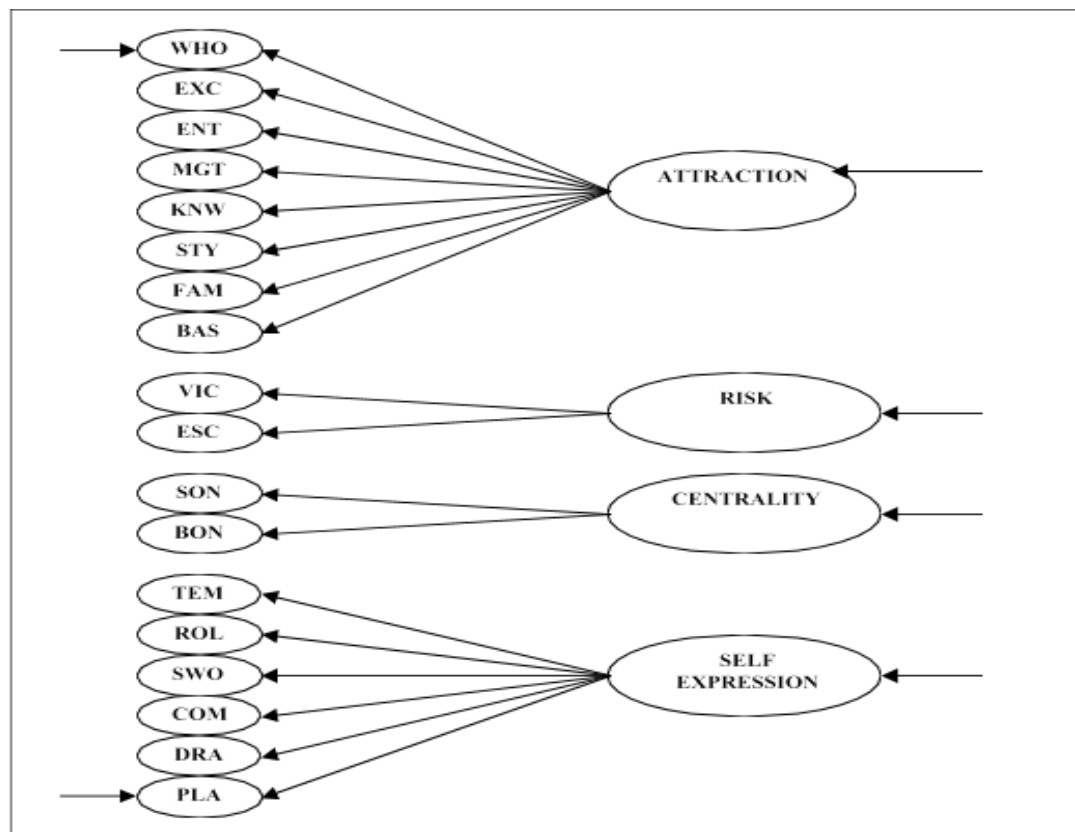 WHO
EXC
ENT
MGT
KNW
STY
FAM
BAS
ATTRACTION
VIC
ESC
RISK
SON
BON
CENTRALITY
TEM
ROL
SWO
COM
DRA
PLA
SELF
EXPRESSION